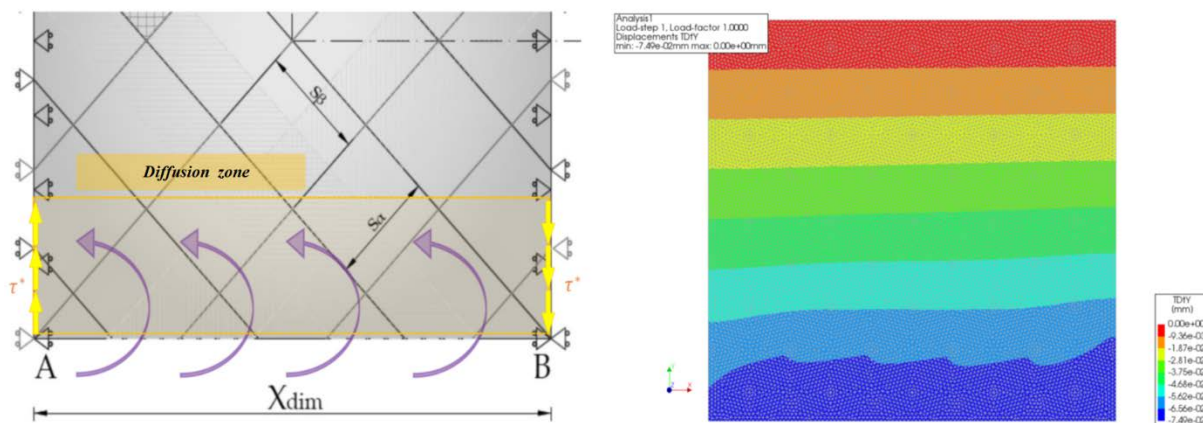 Diffusion zone
Sβ
Sα
τ*
τ*
A
B
Xdim
Analysis1
Load-step 1, Load-factor 1.0000
Displacements TDtY
min: -7.49e-02mm max: 0.00e+00mm
Y
X
Z
TDtY
(mm)
0.00e+00
-9.36e-03
-1.87e-02
-2.81e-02
-3.75e-02
-4.68e-02
-5.62e-02
-6.56e-02
-7.49e-02